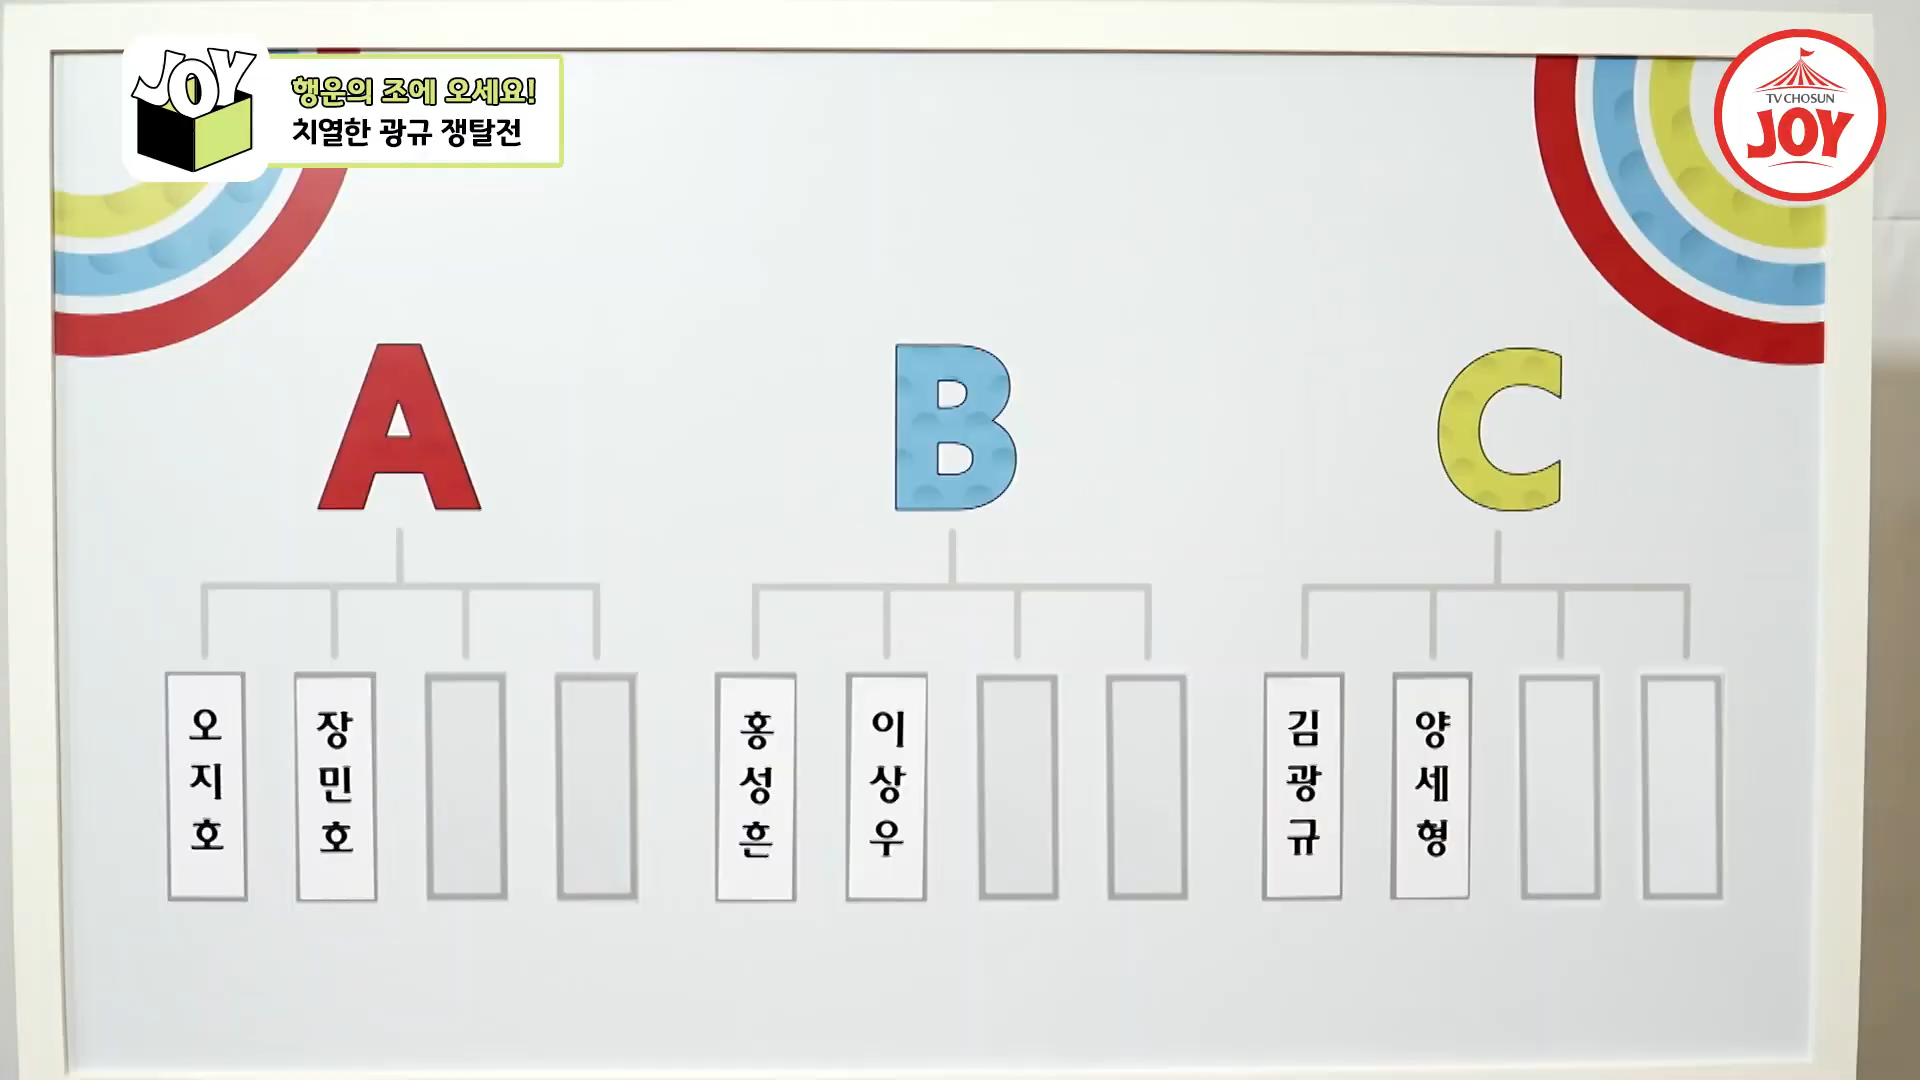 JOY
행운의 조에 오세요!
치열한 광규 쟁탈전
TV CHOSUN
JOY
A
B
C
오지호
장민호
홍성흔
이상우
김광규
양세형